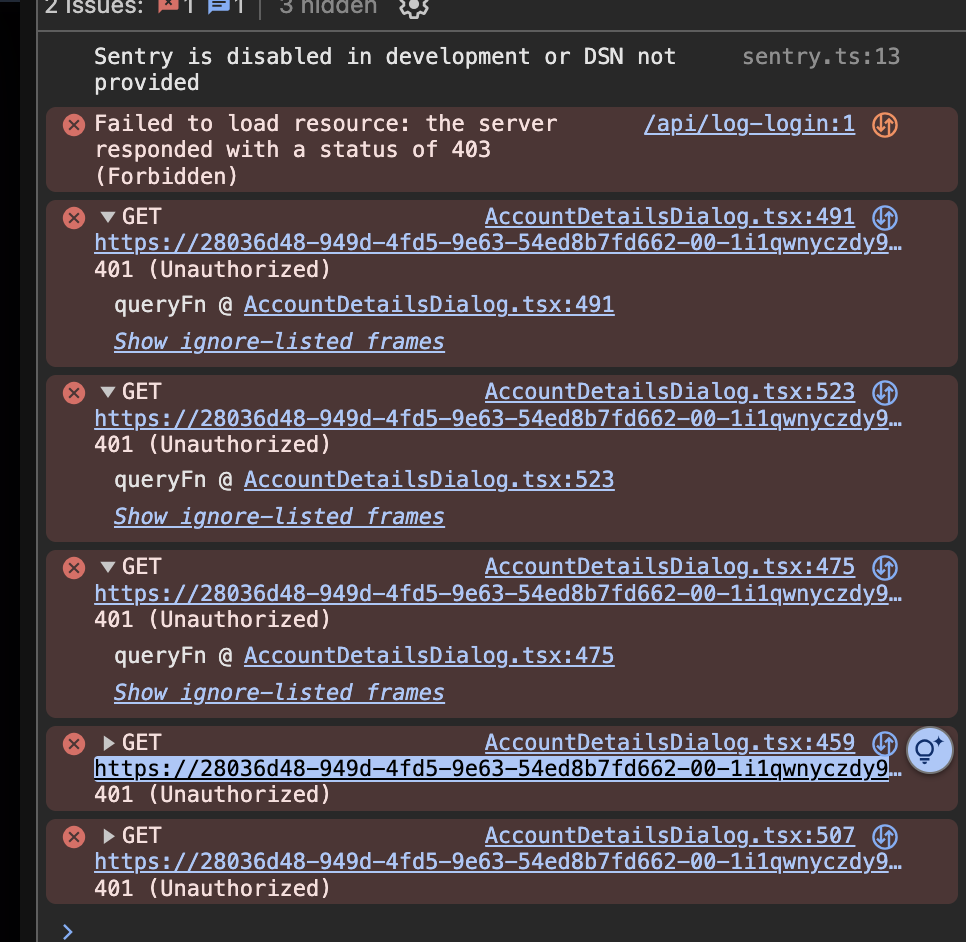 2 Issues: 1 1 3 hidden
Sentry is disabled in development or DSN not sentry.ts:13
provided
Failed to load resource: the server /api/log-login:1
responded with a status of 403
(Forbidden)
GET AccountDetailsDialog.tsx:491
https://28036d48-949d-4fd5-9e63-54ed8b7fd662-00-1i1qwnyczdy9…
401 (Unauthorized)
queryFn @ AccountDetailsDialog.tsx:491
Show ignore-listed frames
GET AccountDetailsDialog.tsx:523
https://28036d48-949d-4fd5-9e63-54ed8b7fd662-00-1i1qwnyczdy9…
401 (Unauthorized)
queryFn @ AccountDetailsDialog.tsx:523
Show ignore-listed frames
GET AccountDetailsDialog.tsx:475
https://28036d48-949d-4fd5-9e63-54ed8b7fd662-00-1i1qwnyczdy9…
401 (Unauthorized)
queryFn @ AccountDetailsDialog.tsx:475
Show ignore-listed frames
GET AccountDetailsDialog.tsx:459
https://28036d48-949d-4fd5-9e63-54ed8b7fd662-00-1i1qwnyczdy9…
401 (Unauthorized)
GET AccountDetailsDialog.tsx:507
https://28036d48-949d-4fd5-9e63-54ed8b7fd662-00-1i1qwnyczdy9…
401 (Unauthorized)